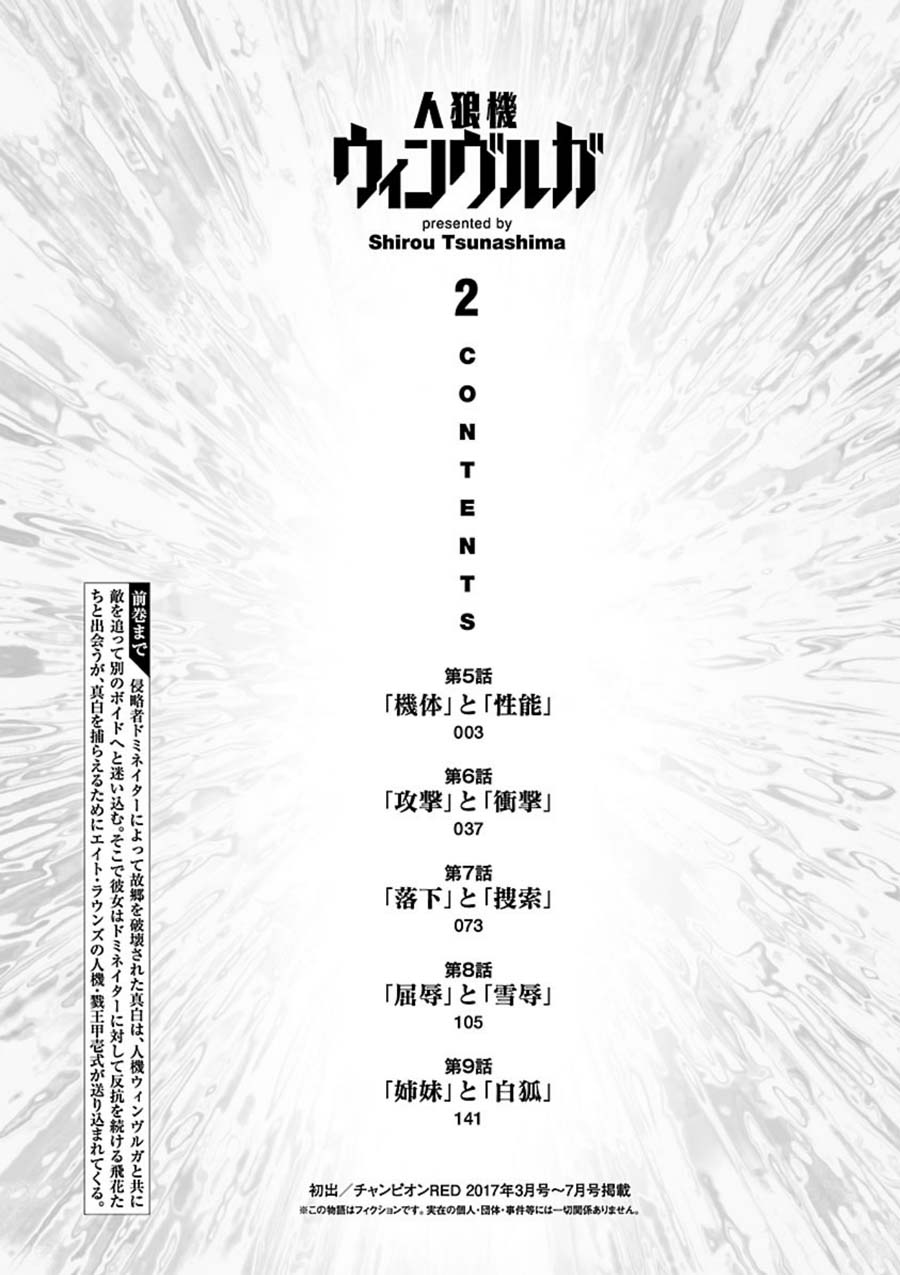 人狼機
ウィンヴルガ
presented by
Shirou Tsunashima
2
CONTENTS
第5話
「機体」と「性能」
003
第6話
「攻撃」と「衝撃」
037
第7話
「落下」と「捜索」
073
第8話
「屈辱」と「雪辱」
105
第9話
「姉妹」と「白狐」
141
前巻まで 侵略者ドミネイターによって故郷を破壊された真白は、人機ウィンヴルガと共に
敵を追って別のボイドへと迷い込む。そこで彼女はドミネイターに対して反抗を続ける飛花た
ちと出会うが、真白を捕らえるためにエイト・ラウンズの人機・戮王甲壱式が送り込まれてくる。
初出／チャンピオンRED 2017年3月号～7月号掲載
※この物語はフィクションです。実在の個人・団体・事件等には一切関係ありません。